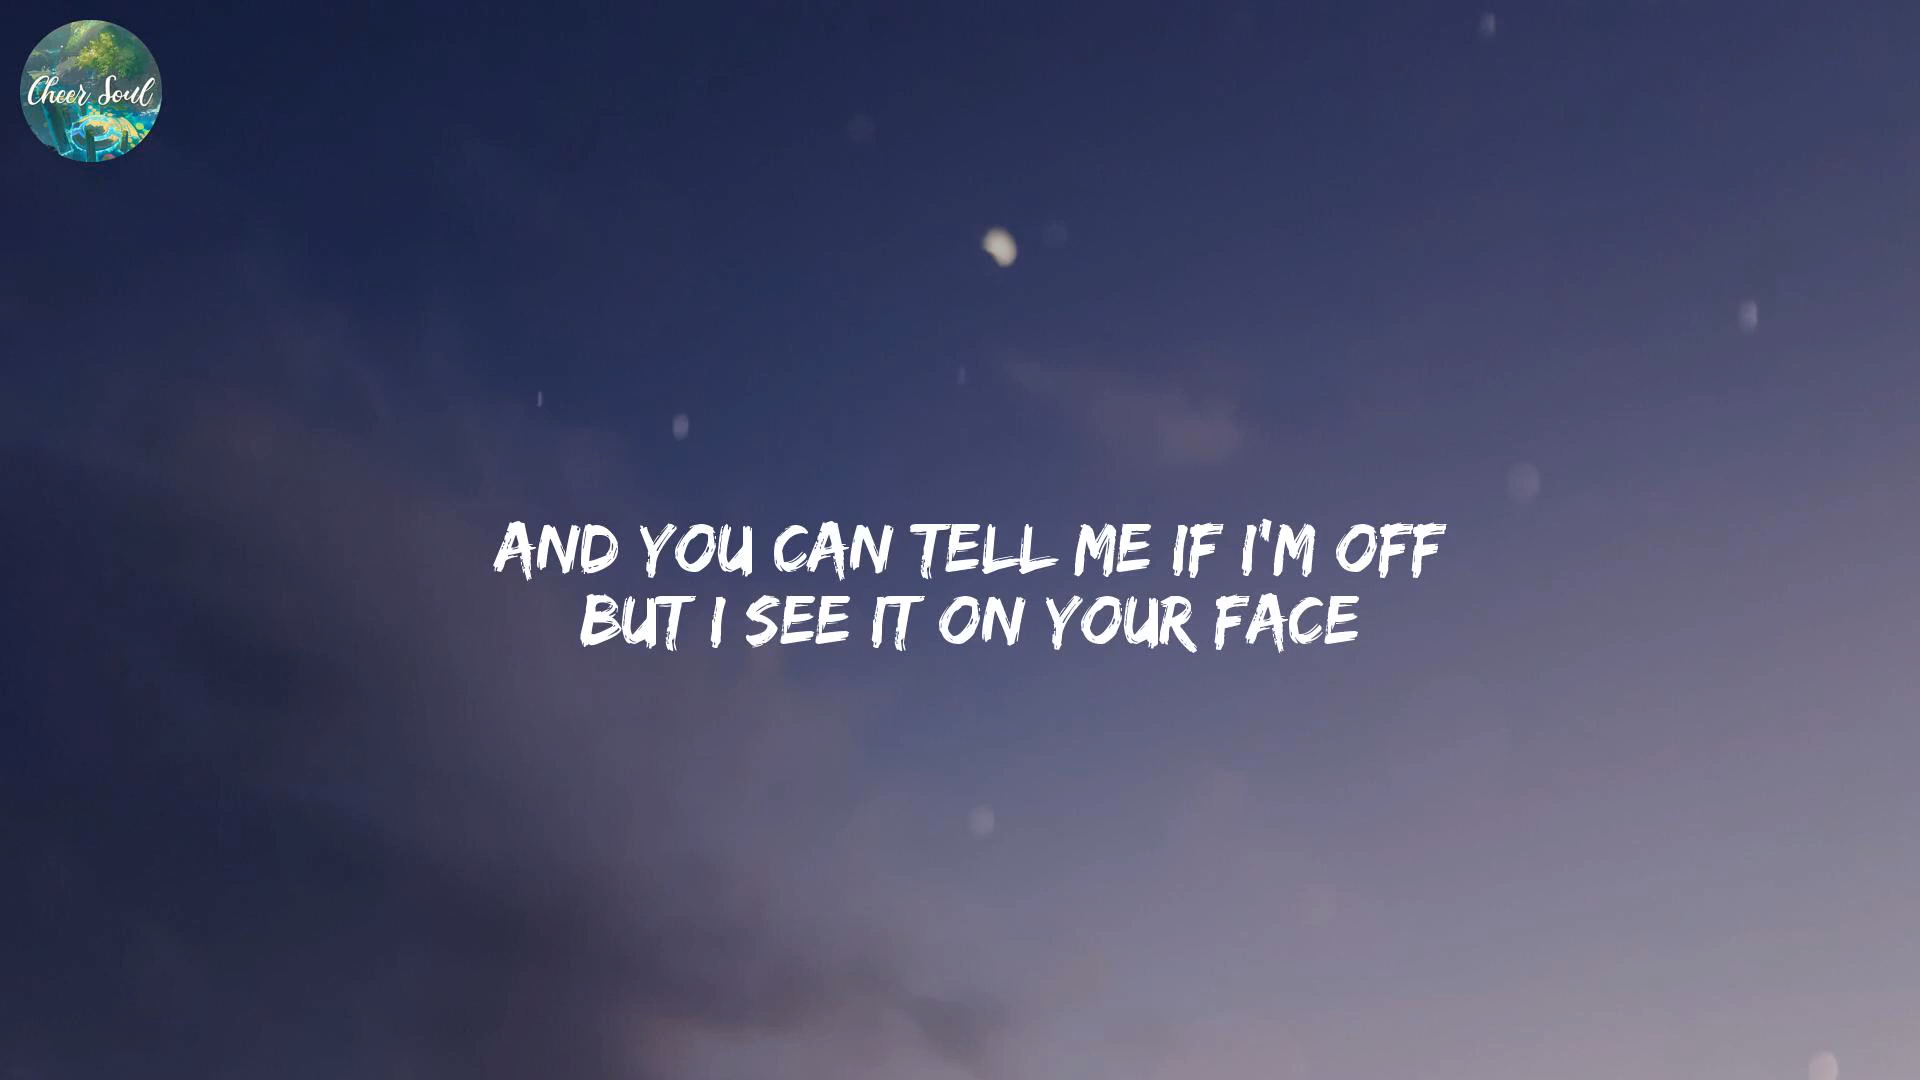 Cheer Soul
AND YOU CAN TELL ME IF I'M OFF
BUT I SEE IT ON YOUR FACE